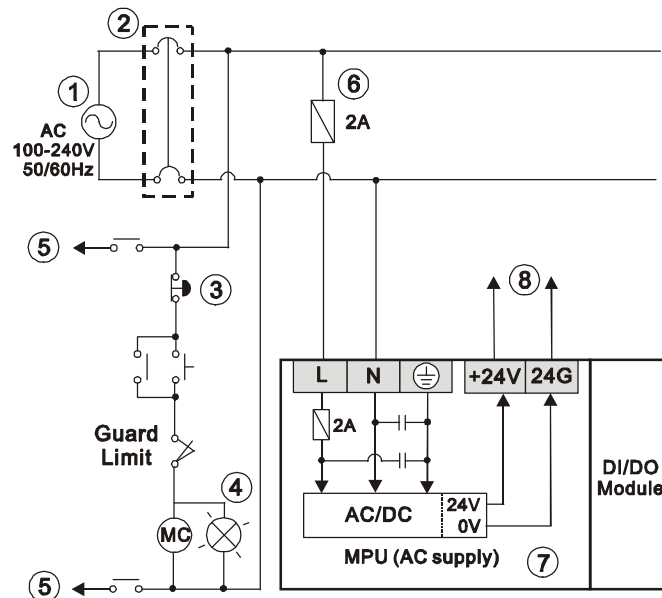 2
1
AC
100-240V
50/60Hz
6
2A
5
3
8
L N +24V 24G
2A
Guard
Limit
4
MC
AC/DC
24V
0V
DI/DO
Module
MPU (AC supply)
7
5